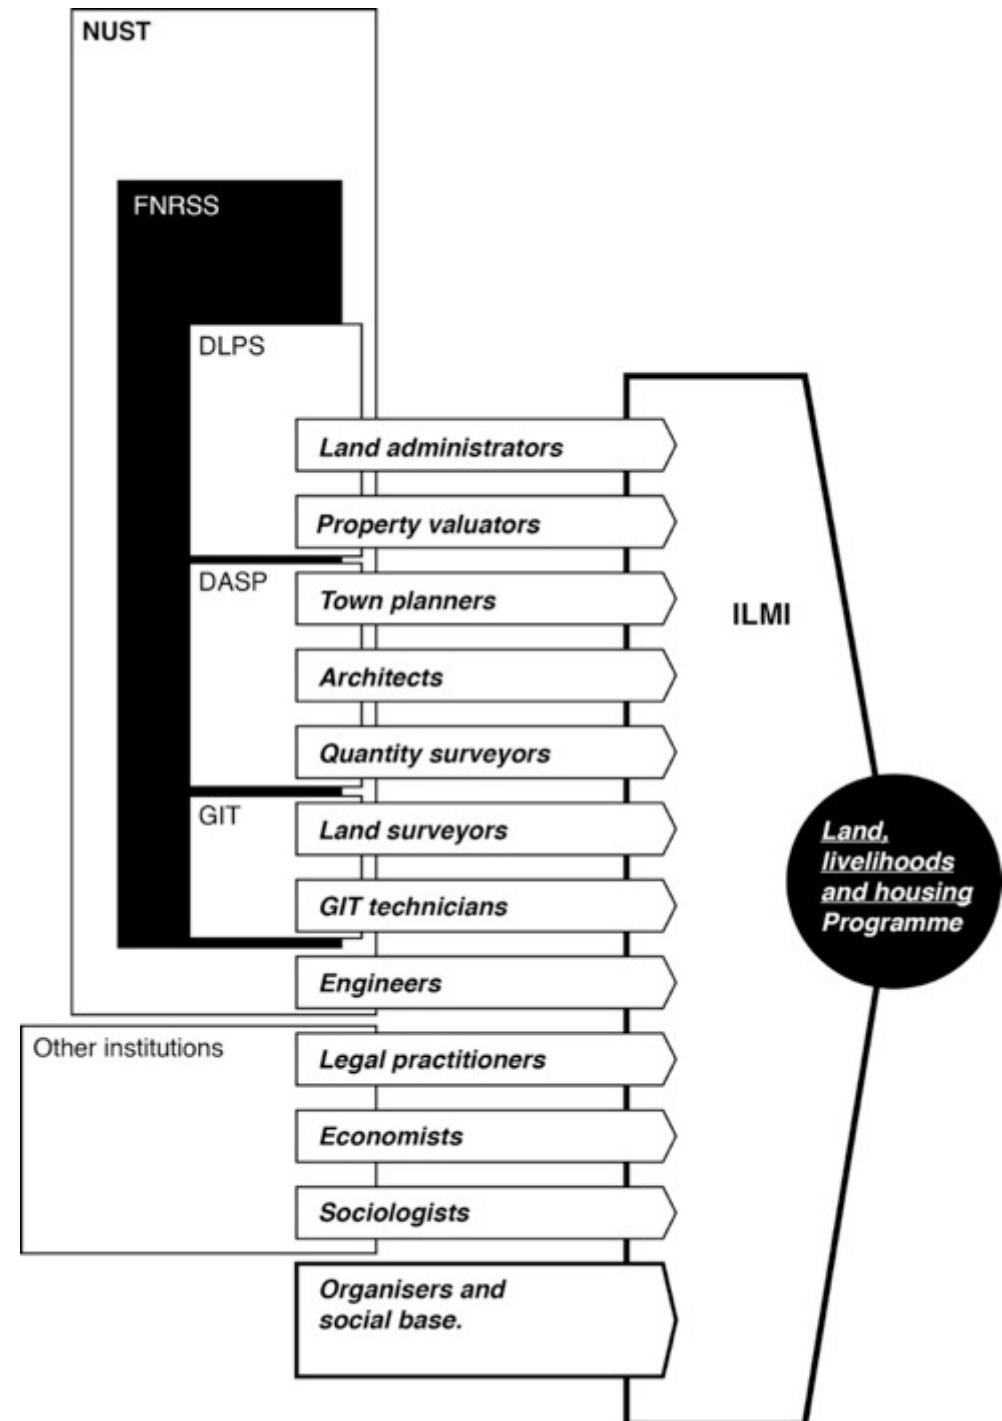 NUST
FNRSS
DLPS
Land administrators
Property valuators
DASP
Town planners
ILMI
Architects
Quantity surveyors
GIT
Land surveyors
GIT technicians
Land,
livelihoods
and housing
Programme
Engineers
Other institutions
Legal practitioners
Economists
Sociologists
Organisers and
social base.